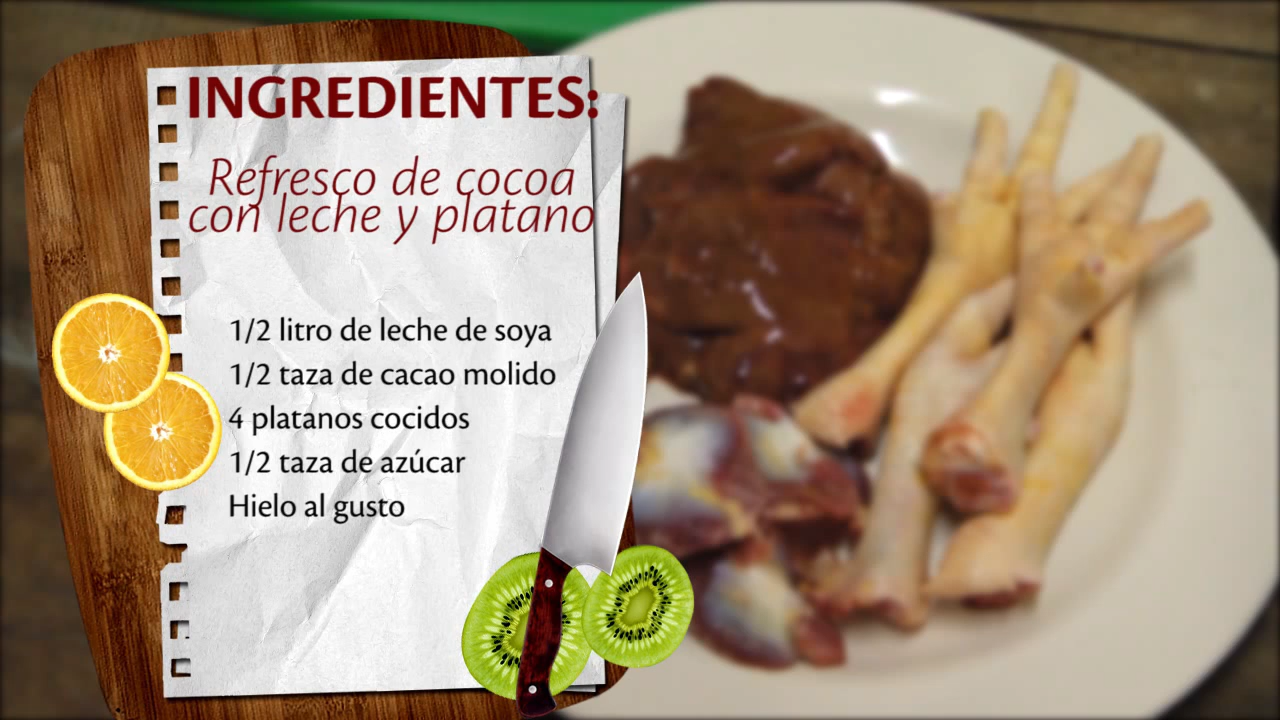 INGREDIENTES:
Refresco de cocoa
con leche y platano
1/2 litro de leche de soya
1/2 taza de cacao molido
4 platanos cocidos
1/2 taza de azúcar
Hielo al gusto